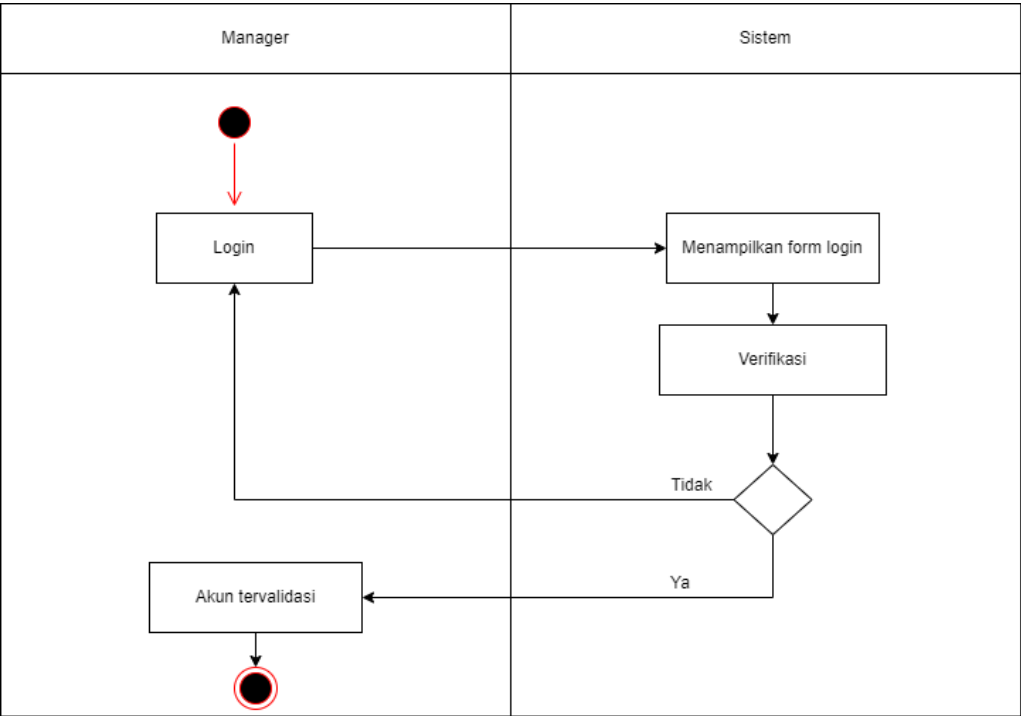 Manager
Sistem
Login
Menampilkan form login
Verifikasi
Tidak
Ya
Akun tervalidasi